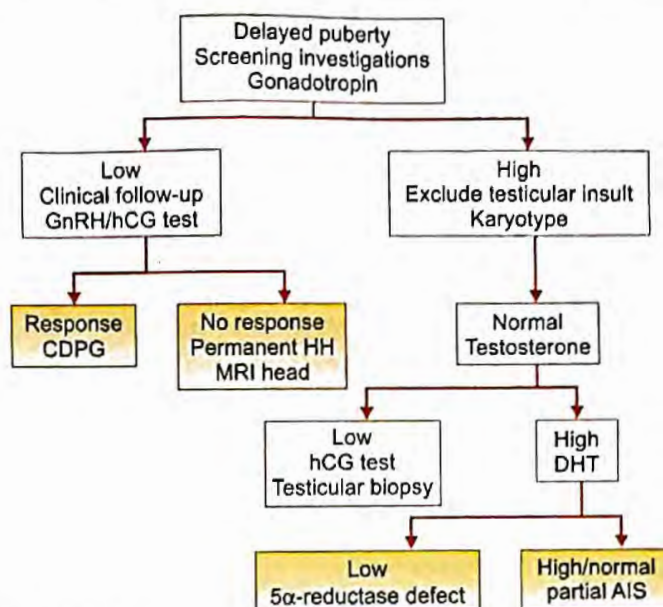 Delayed puberty
Screening investigations
Gonadotropin
Low
Clinical follow-up
GnRH/hCG test
High
Exclude testicular insult
Karyotype
Response
CDPG
No response
Permanent HH
MRI head
Normal
Testosterone
Low
hCG test
Testicular biopsy
High
DHT
Low
5α-reductase defect
High/normal
partial AIS